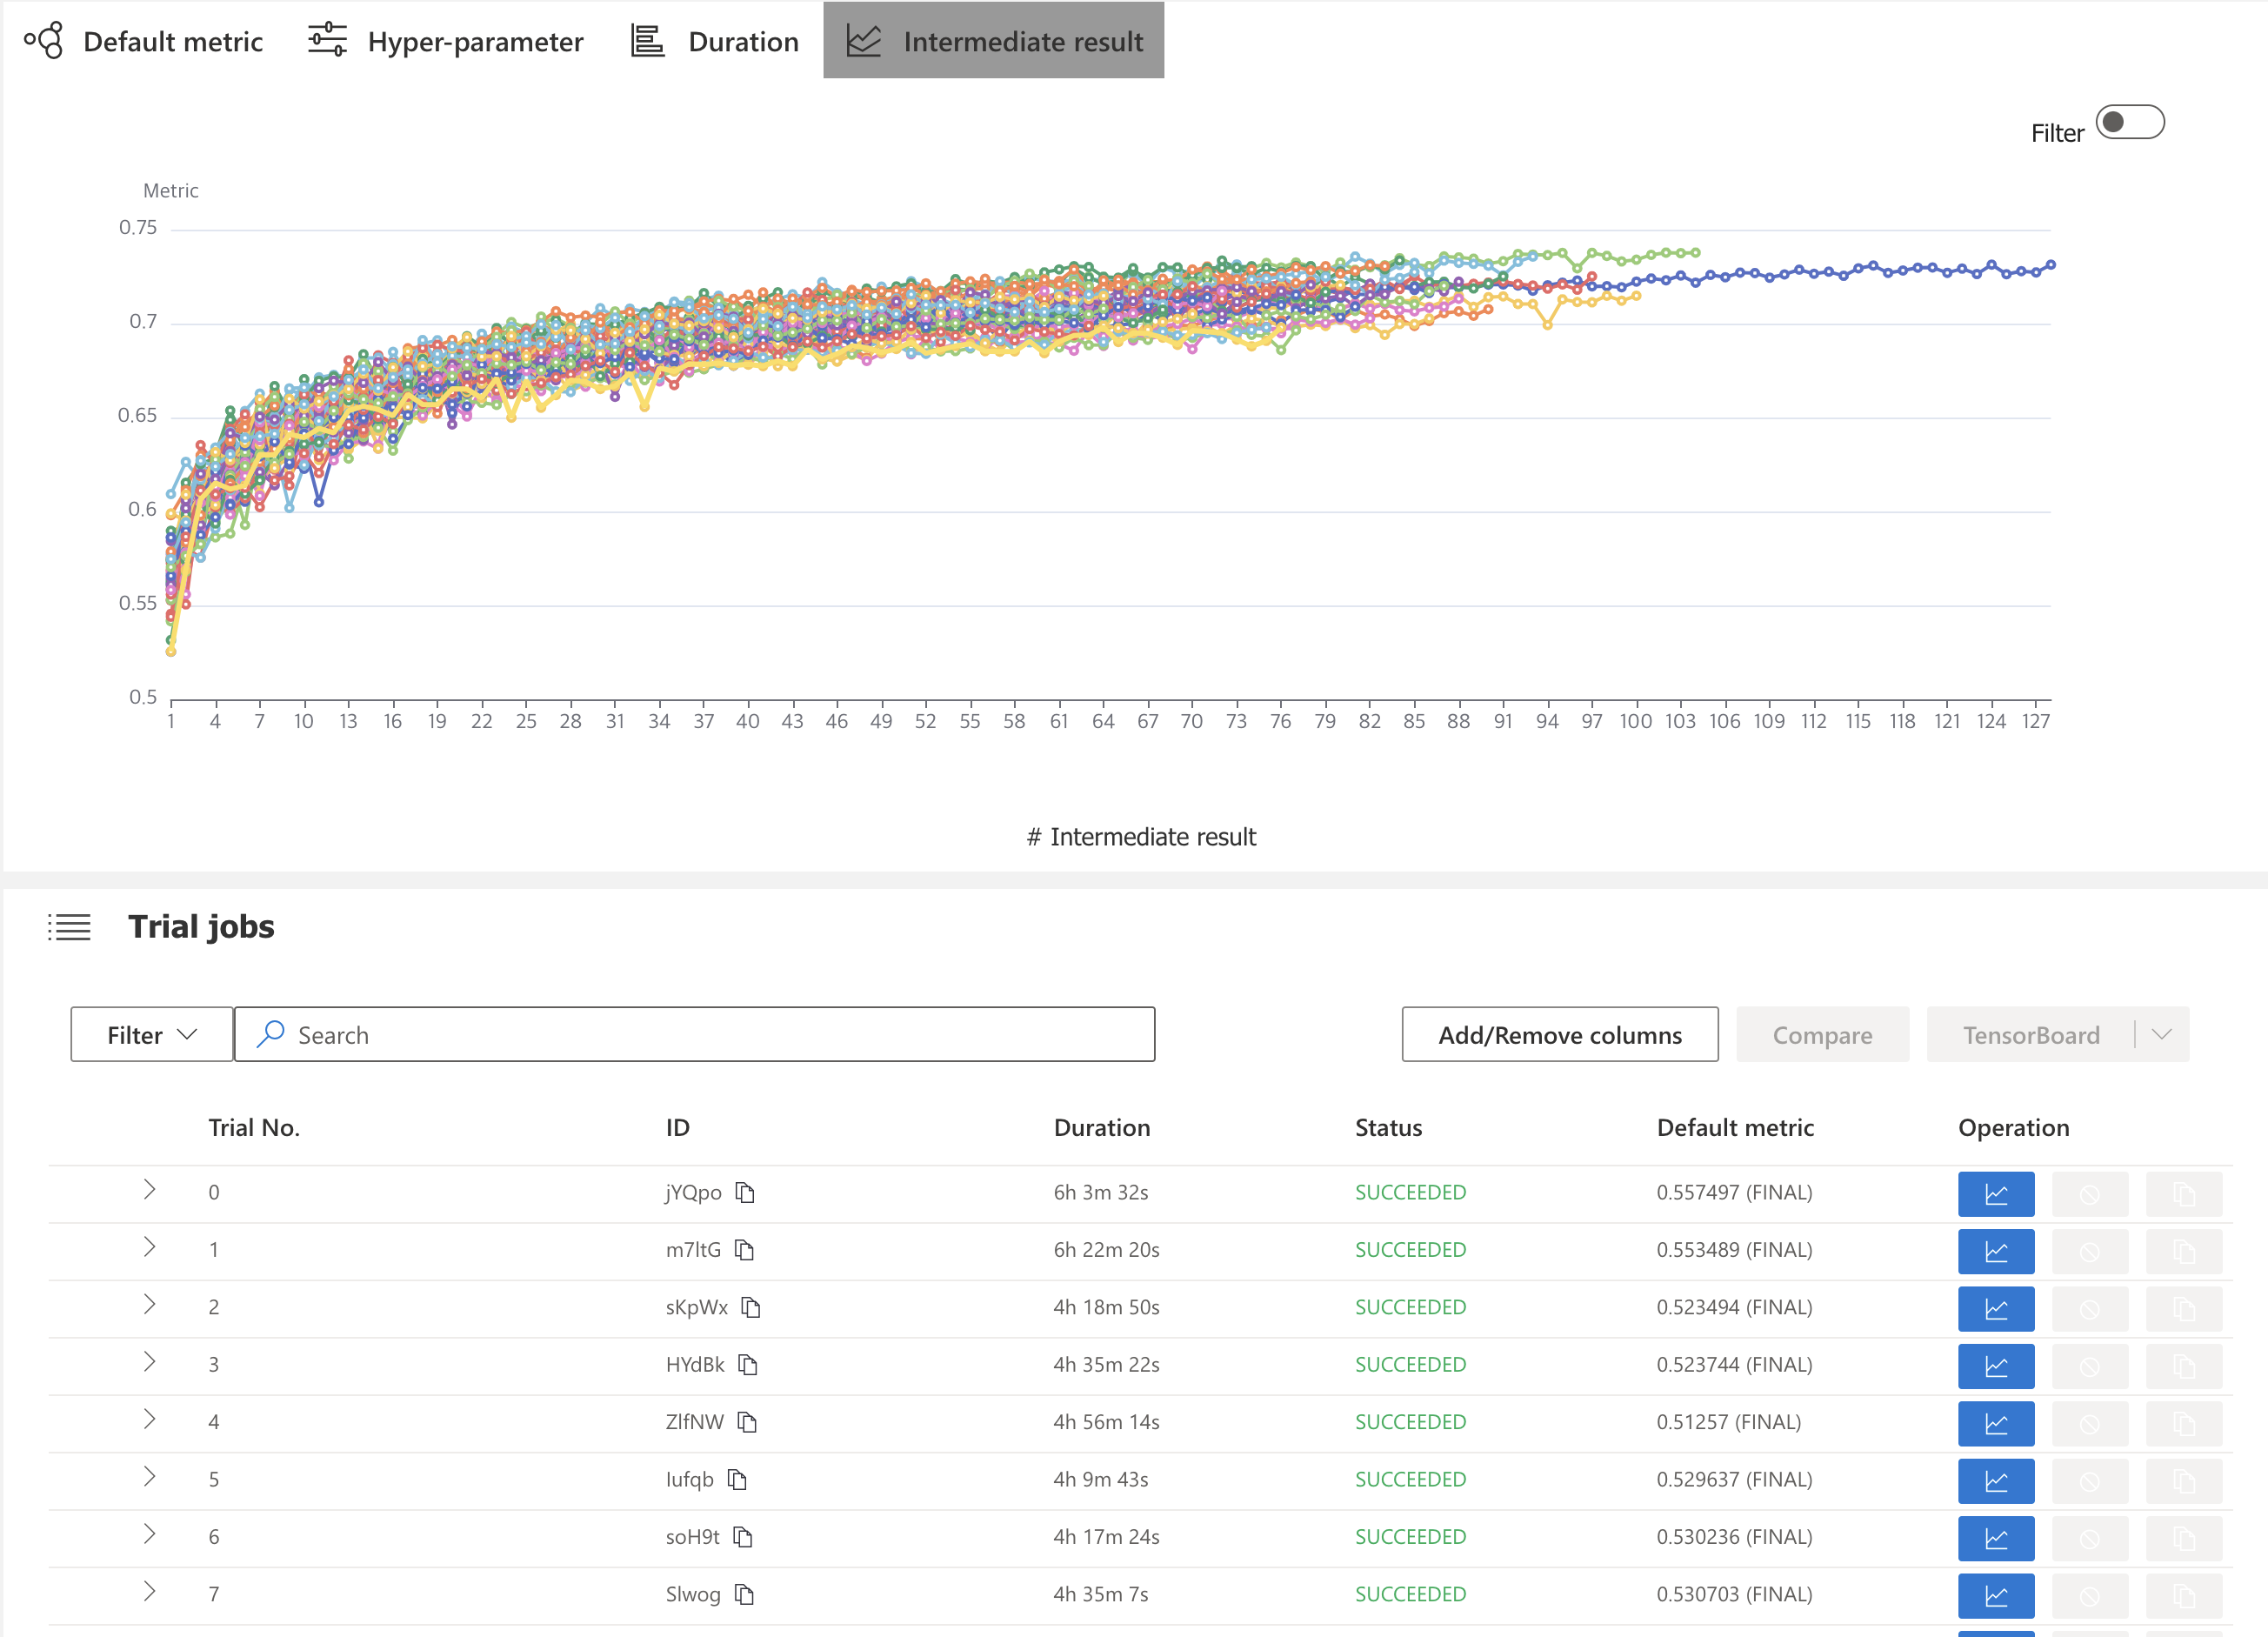 Default metric Hyper-parameter Duration Intermediate result
Filter
Metric
0.75
0.7
0.65
0.6
0.55
0.5
1 4 7 10 13 16 19 22 25 28 31 34 37 40 43 46 49 52 55 58 61 64 67 70 73 76 79 82 85 88 91 94 97 100 103 106 109 112 115 118 121 124 127
# Intermediate result
Trial jobs
Filter Search Add/Remove columns Compare TensorBoard
Trial No. ID Duration Status Default metric Operation
0 jYQpo 6h 3m 32s SUCCEEDED 0.557497 (FINAL)
1 m7ltG 6h 22m 20s SUCCEEDED 0.553489 (FINAL)
2 sKpWx 4h 18m 50s SUCCEEDED 0.523494 (FINAL)
3 HYdBk 4h 35m 22s SUCCEEDED 0.523744 (FINAL)
4 ZlfNW 4h 56m 14s SUCCEEDED 0.51257 (FINAL)
5 Iufqb 4h 9m 43s SUCCEEDED 0.529637 (FINAL)
6 soH9t 4h 17m 24s SUCCEEDED 0.530236 (FINAL)
7 Slwog 4h 35m 7s SUCCEEDED 0.530703 (FINAL)